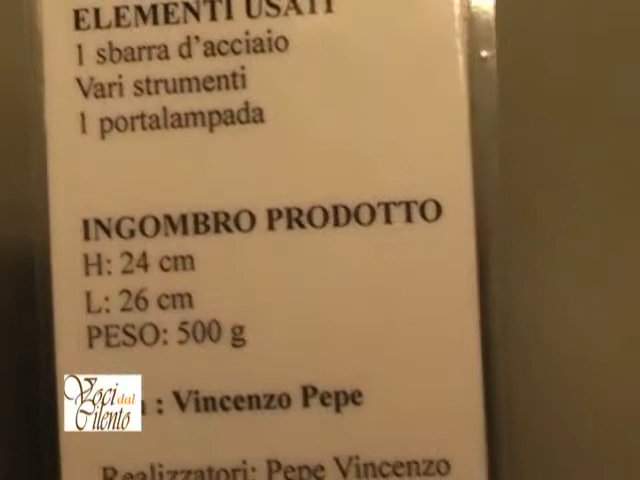 ELEMENTI USATI
1 sbarra d'acciaio
Vari strumenti
1 portalampada
INGOMBRO PRODOTTO
H: 24 cm
L: 26 cm
PESO: 500 g
: Vincenzo Pepe
Voci dal
Cilento
Realizzatori: Pepe Vincenzo